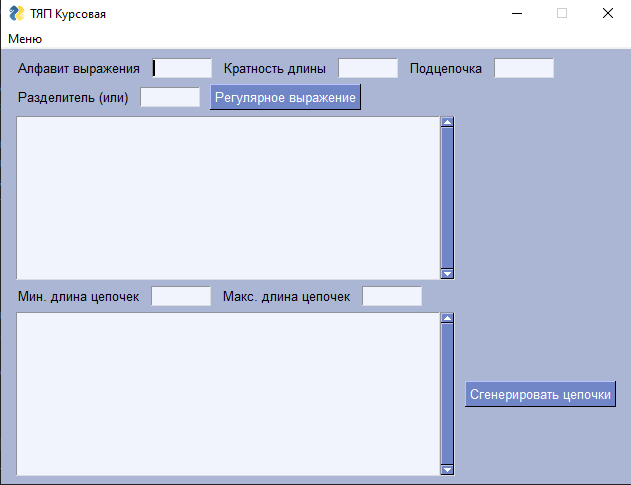 ТЯП Курсовая
Меню
Алфавит выражения Кратность длины Подцепочка
Разделитель (или) Регулярное выражение
Мин. длина цепочек Макс. длина цепочек
Сгенерировать цепочки